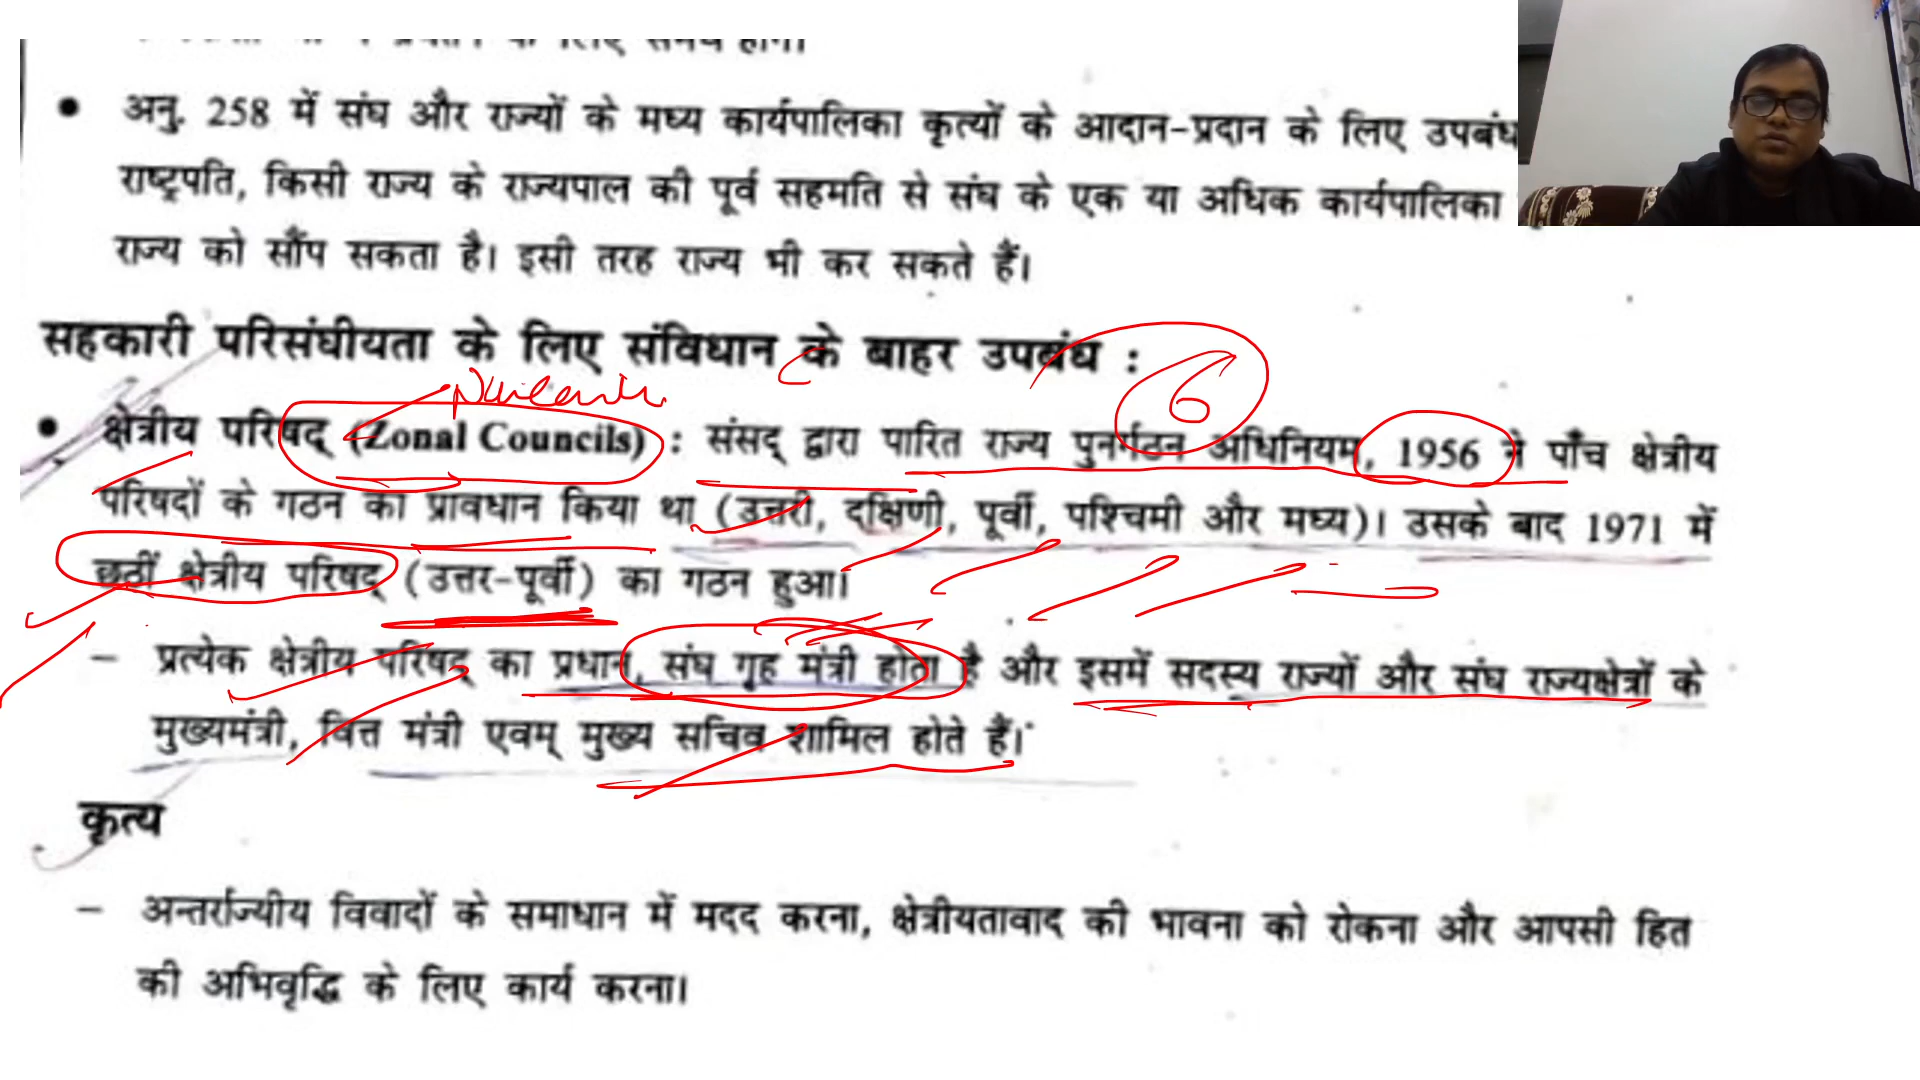 के लिए समय होगा।
• अनु. 258 में संघ और राज्यों के मध्य कार्यपालिका कृत्यों के आदान-प्रदान के लिए उपबंध
राष्ट्रपति, किसी राज्य के राज्यपाल की पूर्व सहमति से संघ के एक या अधिक कार्यपालिका
राज्य को सौंप सकता है। इसी तरह राज्य भी कर सकते हैं।
सहकारी परिसंघीयता के लिए संविधान के बाहर उपबंध :
6
• क्षेत्रीय परिषद् (Zonal Councils) : संसद् द्वारा पारित राज्य पुनर्गठन अधिनियम, 1956 ने पाँच क्षेत्रीय
परिषदों के गठन का प्रावधान किया था (उत्तरी, दक्षिणी, पूर्वी, पश्चिमी और मध्य)। उसके बाद 1971 में
छठीं क्षेत्रीय परिषद् (उत्तर-पूर्वी) का गठन हुआ।
– प्रत्येक क्षेत्रीय परिषद् का प्रधान, संघ गृह मंत्री होता है और इसमें सदस्य राज्यों और संघ राज्यक्षेत्रों के
मुख्यमंत्री, वित्त मंत्री एवम् मुख्य सचिव शामिल होते हैं।
कृत्य
– अन्तर्राज्यीय विवादों के समाधान में मदद करना, क्षेत्रीयतावाद की भावना को रोकना और आपसी हित
की अभिवृद्धि के लिए कार्य करना।